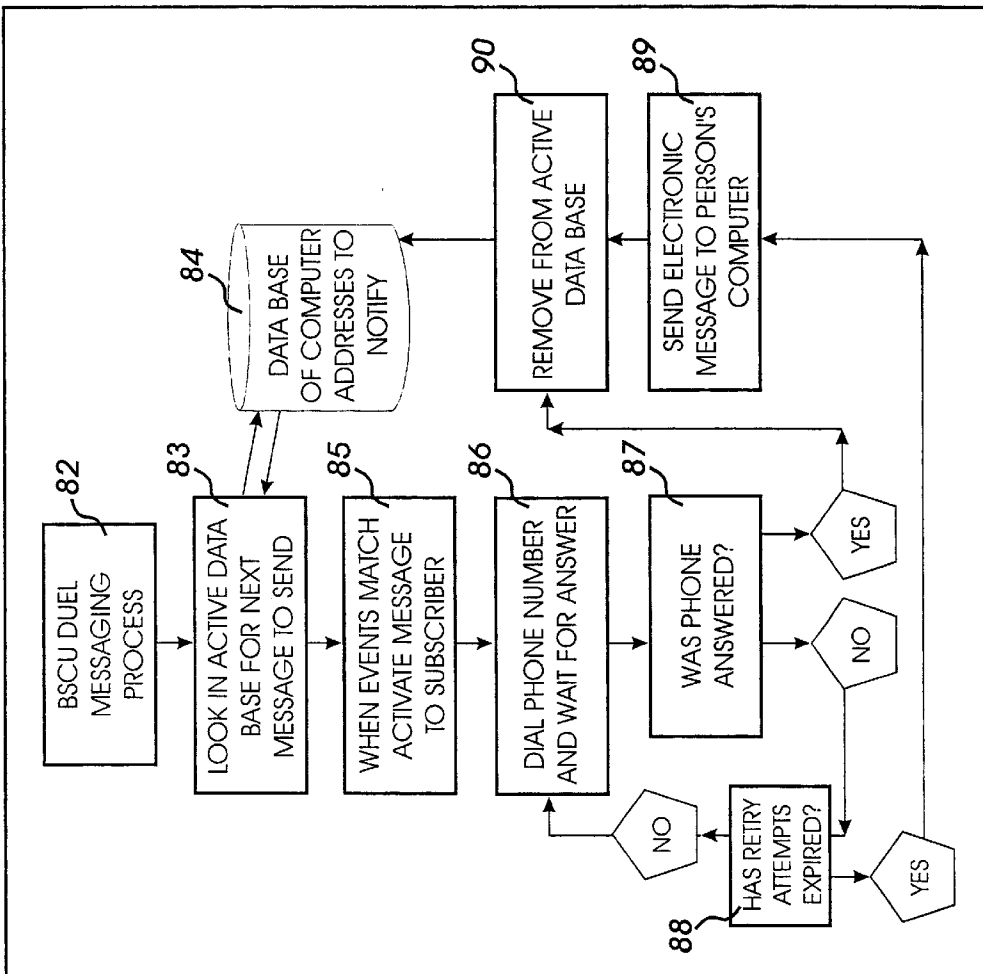 82
BSCU DUEL
MESSAGING
PROCESS
83
LOOK IN ACTIVE DATA
BASE FOR NEXT
MESSAGE TO SEND
84
DATA BASE
OF COMPUTER
ADDRESSES TO
NOTIFY
85
WHEN EVENTS MATCH
ACTIVATE MESSAGE
TO SUBSCRIBER
86
DIAL PHONE NUMBER
AND WAIT FOR ANSWER
87
WAS PHONE
ANSWERED?
YES
NO
88
HAS RETRY
ATTEMPTS
EXPIRED?
NO
YES
89
SEND ELECTRONIC
MESSAGE TO PERSON'S
COMPUTER
90
REMOVE FROM ACTIVE
DATA BASE